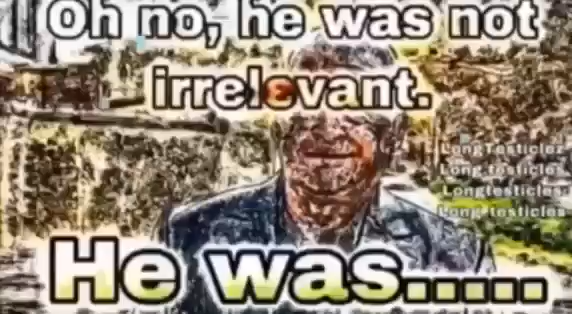 Oh no, he was not
irrelevant.
LongTesticlez
Long testicles
Longtesticles
Long testicles
He was.....